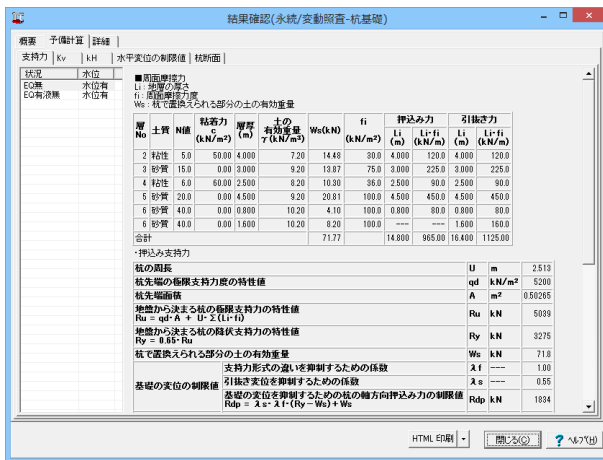 結果確認(永続/変動照査-杭基礎)
概要 予備計算 詳細
支持力 Kv kH 水平変位の制限値 杭断面
状況 水位
EQ無 水位有
EQ有液無 水位有
■周面摩擦力
Li：地層の厚さ
fi：周面摩擦力度
Ws：杭で置換えられる部分の土の有効重量
層No 土質 N値 粘着力 c (kN/m²) 層厚 (m) 土の有効重量 γ(kN/m³) Ws(kN) fi (kN/m²) 押込み力 引抜き力
Li (m) Li･fi (kN/m) Li (m) Li･fi (kN/m)
2 粘性 5.0 50.00 4.000 7.20 14.48 30.0 4.000 120.0 4.000 120.0
3 砂質 15.0 0.00 3.000 9.20 13.87 75.0 3.000 225.0 3.000 225.0
4 粘性 6.0 60.00 2.500 8.20 10.30 36.0 2.500 90.0 2.500 90.0
5 砂質 20.0 0.00 4.500 9.20 20.81 100.0 4.500 450.0 4.500 450.0
6 砂質 40.0 0.00 0.800 10.20 4.10 100.0 0.800 80.0 0.800 80.0
6 砂質 40.0 0.00 1.600 10.20 8.20 100.0 --- --- 1.600 160.0
合計 71.77 14.800 965.00 16.400 1125.00
･押込み支持力
杭の周長 U m 2.513
杭先端の極限支持力度の特性値 qd kN/m² 5200
杭先端面積 A m² 0.50265
地盤から決まる杭の極限支持力の特性値 Ru kN 5039
Ru = qd･A + U･Σ(Li･fi)
地盤から決まる杭の降伏支持力の特性値 Ry kN 3275
Ry = 0.65･Ru
杭で置換えられる部分の土の有効重量 Ws kN 71.8
基礎の変位の制限値 支持力形式の違いを抑制するための係数 λf --- 1.00
引抜き変位を抑制するための係数 λs --- 0.55
基礎の変位を抑制するための杭の軸方向押込み力の制限値 Rdp kN 1834
Rdp = λs･λf･(Ry－Ws)+Ws
HTML 印刷 閉じる(C) ? ヘルプ(H)